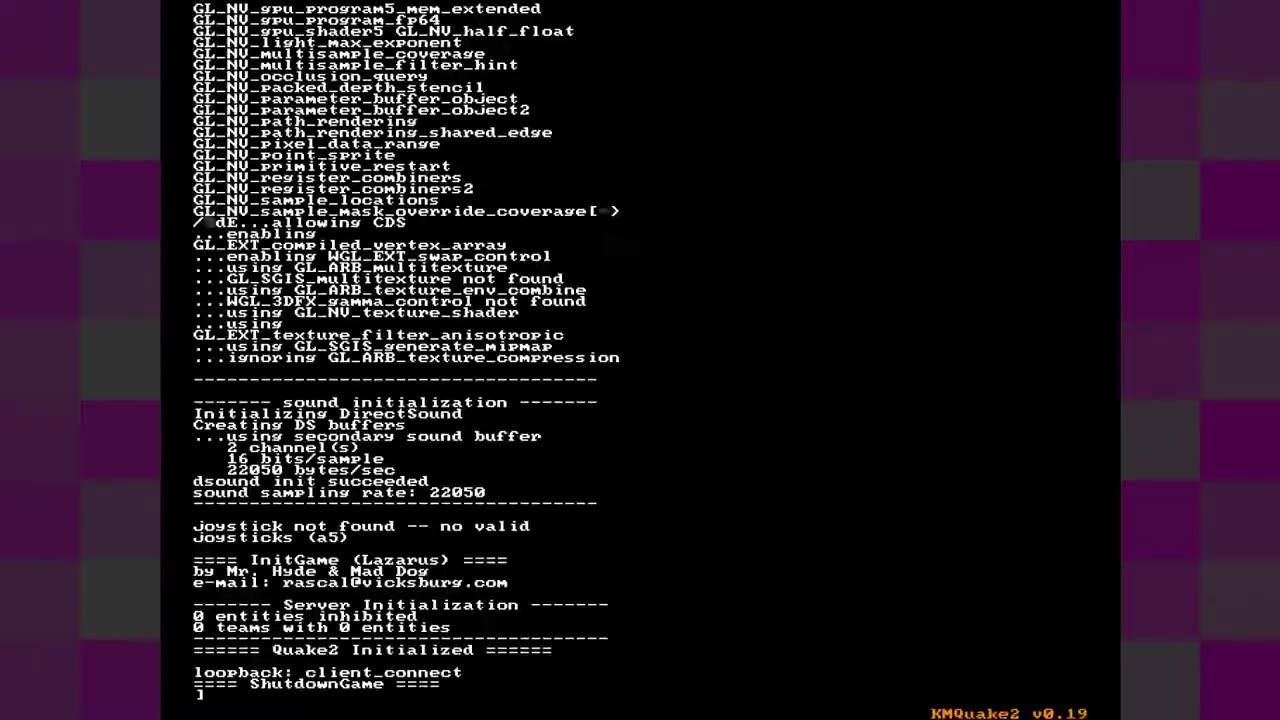 GL_NV_gpu_program5_mem_extended
GL_NV_gpu_program_fp64
GL_NV_gpu_shader5 GL_NV_half_float
GL_NV_light_max_exponent
GL_NV_multisample_coverage
GL_NV_multisample_filter_hint
GL_NV_occlusion_query
GL_NV_packed_depth_stencil
GL_NV_parameter_buffer_object
GL_NV_parameter_buffer_object2
GL_NV_path_rendering
GL_NV_path_rendering_shared_edge
GL_NV_pixel_data_range
GL_NV_point_sprite
GL_NV_primitive_restart
GL_NV_register_combiners
GL_NV_register_combiners2
GL_NV_sample_locations
GL_NV_sample_mask_override_coverage[ >
/ dE...allowing CDS
...enabling
GL_EXT_compiled_vertex_array
...enabling WGL_EXT_swap_control
...using GL_ARB_multitexture
...GL_SGIS_multitexture not found
...using GL_ARB_texture_env_combine
...WGL_3DFX_gamma_control not found
...using GL_NV_texture_shader
...using
GL_EXT_texture_filter_anisotropic
...using GL_SGIS_generate_mipmap
...ignoring GL_ARB_texture_compression
------------------------------------
------- sound initialization -------
Initializing DirectSound
Creating DS buffers
...using secondary sound buffer
2 channel(s)
16 bits/sample
22050 bytes/sec
dsound init succeeded
sound sampling rate: 22050
------------------------------------
joystick not found -- no valid
joysticks (a5)
==== InitGame (Lazarus) ====
by Mr. Hyde & Mad Dog
e-mail: rascal@vicksburg.com
------- Server Initialization -------
0 entities inhibited
0 teams with 0 entities
-------------------------------------
====== Quake2 Initialized ======
loopback: client_connect
==== ShutdownGame ====
]
KMQuake2 v0.19